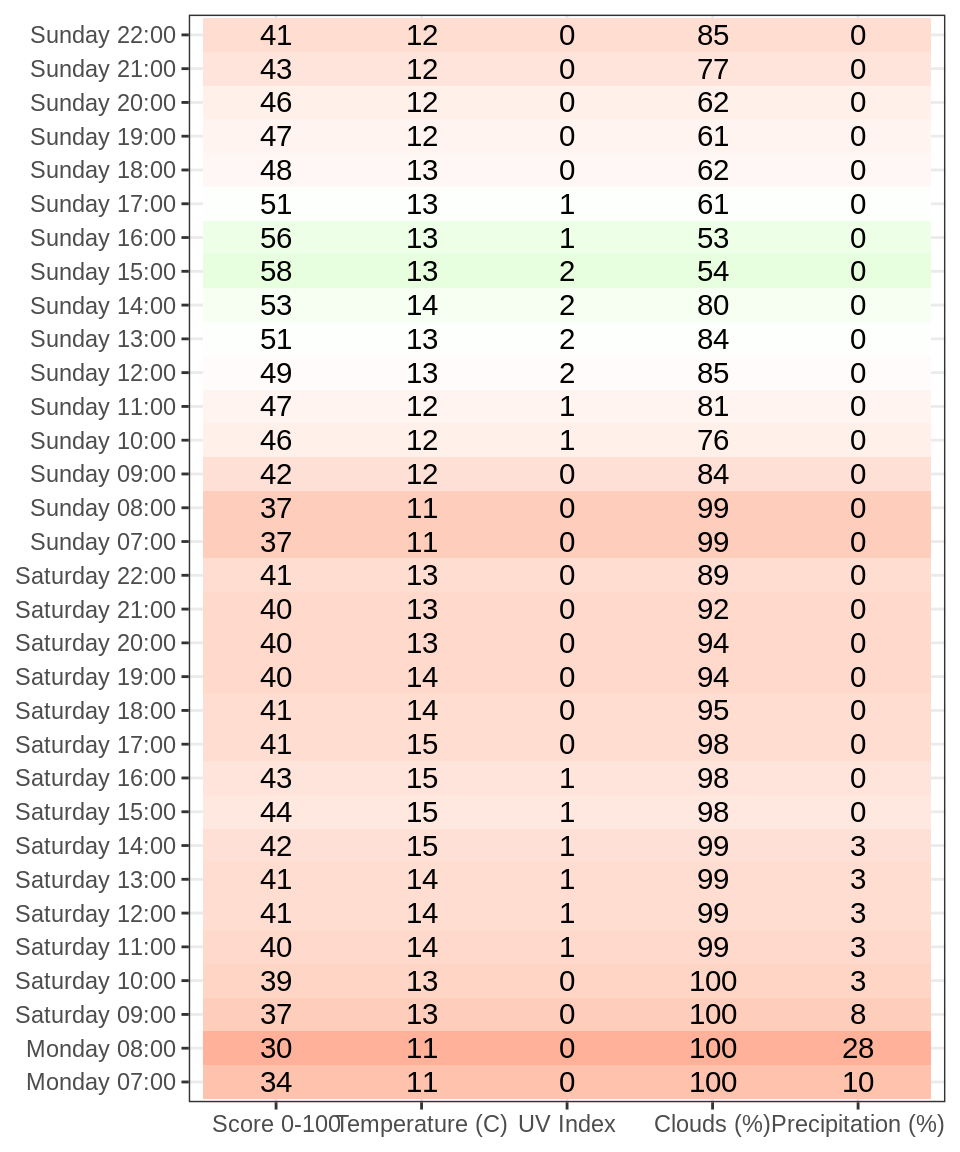 Sunday 22:00 41 12 0 85 0
Sunday 21:00 43 12 0 77 0
Sunday 20:00 46 12 0 62 0
Sunday 19:00 47 12 0 61 0
Sunday 18:00 48 13 0 62 0
Sunday 17:00 51 13 1 61 0
Sunday 16:00 56 13 1 53 0
Sunday 15:00 58 13 2 54 0
Sunday 14:00 53 14 2 80 0
Sunday 13:00 51 13 2 84 0
Sunday 12:00 49 13 2 85 0
Sunday 11:00 47 12 1 81 0
Sunday 10:00 46 12 1 76 0
Sunday 09:00 42 12 0 84 0
Sunday 08:00 37 11 0 99 0
Sunday 07:00 37 11 0 99 0
Saturday 22:00 41 13 0 89 0
Saturday 21:00 40 13 0 92 0
Saturday 20:00 40 13 0 94 0
Saturday 19:00 40 14 0 94 0
Saturday 18:00 41 14 0 95 0
Saturday 17:00 41 15 0 98 0
Saturday 16:00 43 15 1 98 0
Saturday 15:00 44 15 1 98 0
Saturday 14:00 42 15 1 99 3
Saturday 13:00 41 14 1 99 3
Saturday 12:00 41 14 1 99 3
Saturday 11:00 40 14 1 99 3
Saturday 10:00 39 13 0 100 3
Saturday 09:00 37 13 0 100 8
Monday 08:00 30 11 0 100 28
Monday 07:00 34 11 0 100 10
Score 0-100 Temperature (C) UV Index Clouds (%) Precipitation (%)